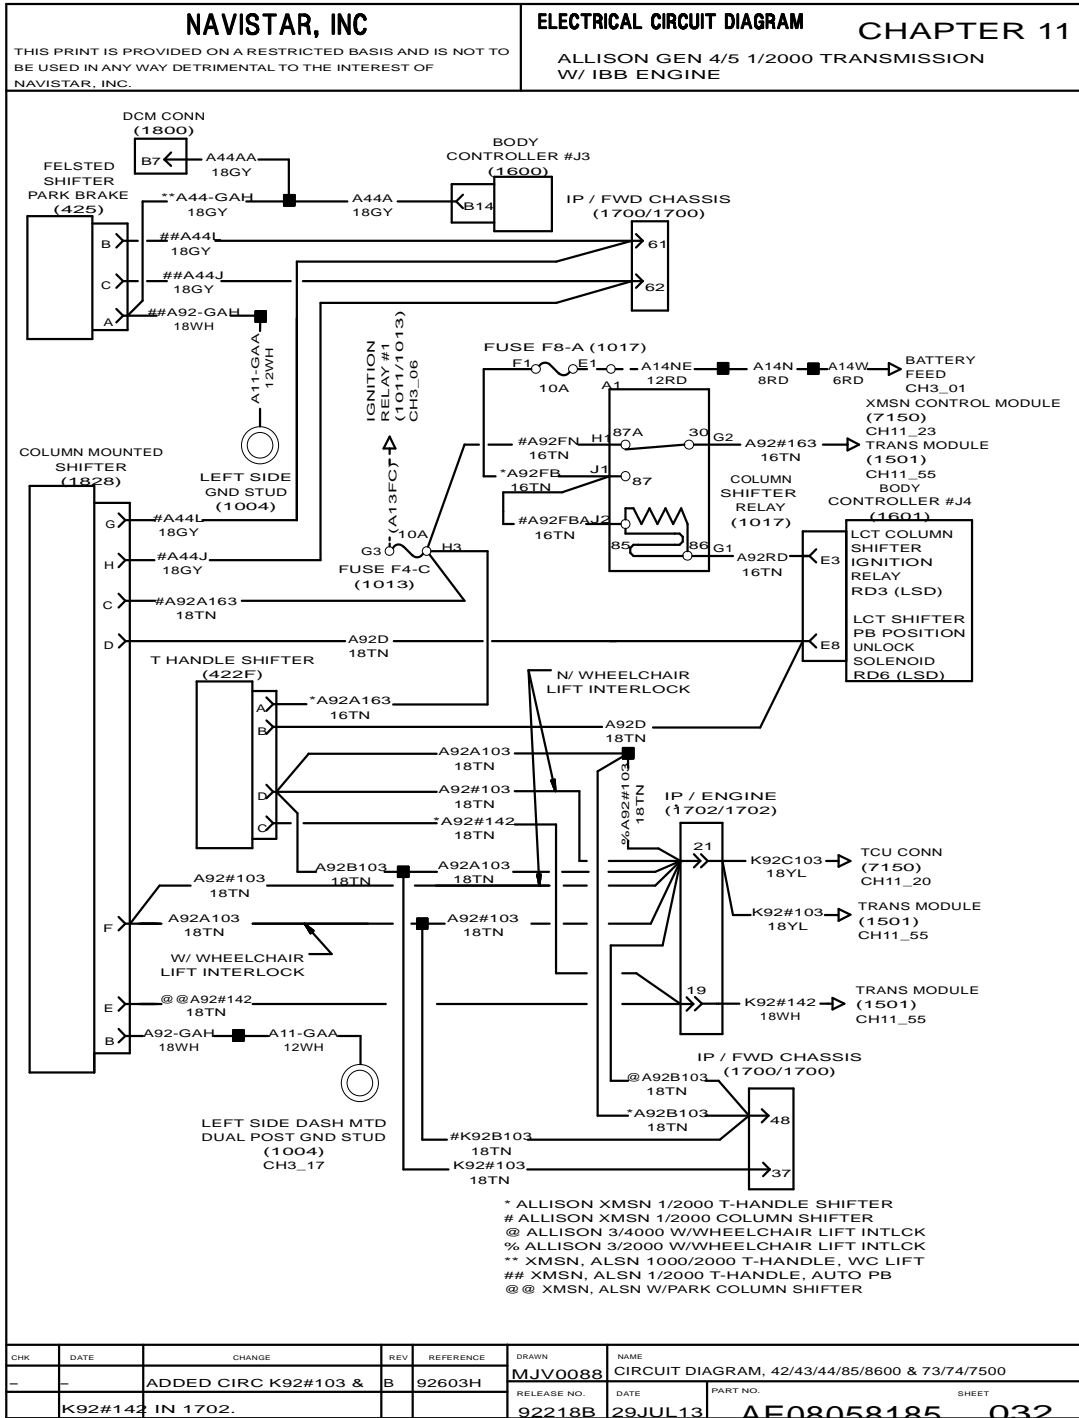 NAVISTAR, INC
THIS PRINT IS PROVIDED ON A RESTRICTED BASIS AND IS NOT TO
BE USED IN ANY WAY DETRIMENTAL TO THE INTEREST OF
NAVISTAR, INC.
ELECTRICAL CIRCUIT DIAGRAM
CHAPTER 11
ALLISON GEN 4/5 1/2000 TRANSMISSION
W/ IBB ENGINE
DCM CONN
(1800)
B7
A44AA
18GY
BODY
CONTROLLER #J3
(1600)
B14
FELSTED
SHIFTER
PARK BRAKE
(425)
**A44-GAH
18GY
A44A
18GY
IP / FWD CHASSIS
(1700/1700)
61
62
B
##A44L
18GY
C
##A44J
18GY
A
##A92-GAH
18WH
A11-GAA
12WH
LEFT SIDE
GND STUD
(1004)
IGNITION
RELAY #1
(1011/1013)
CH3_06
(A13FC)
G3
10A
H3
FUSE F4-C
(1013)
FUSE F8-A (1017)
F1
E1
10A
A1
A14NE
12RD
A14N
8RD
A14W
6RD
BATTERY
FEED
CH3_01
XMSN CONTROL MODULE
(7150)
CH11_23
TRANS MODULE
(1501)
CH11_55
#A92FN
16TN
H1
87A
30
G2
A92#163
16TN
*A92FB
16TN
J1
87
#A92FBA
16TN
J2
85
86
G1
A92RD
16TN
COLUMN
SHIFTER
RELAY
(1017)
BODY
CONTROLLER #J4
(1601)
E3
LCT COLUMN
SHIFTER
IGNITION
RELAY
RD3 (LSD)
E8
LCT SHIFTER
PB POSITION
UNLOCK
SOLENOID
RD6 (LSD)
COLUMN MOUNTED
SHIFTER
(1828)
G
#A44L
18GY
H
#A44J
18GY
C
#A92A163
18TN
D
A92D
18TN
T HANDLE SHIFTER
(422F)
A
*A92A163
16TN
B
A92D
18TN
N/ WHEELCHAIR
LIFT INTERLOCK
A92A103
18TN
D
A92#103
18TN
C
*A92#142
18TN
%A92#103
18TN
IP / ENGINE
(1702/1702)
21
K92C103
18YL
TCU CONN
(7150)
CH11_20
K92#103
18YL
TRANS MODULE
(1501)
CH11_55
A92B103
18TN
A92A103
18TN
A92#103
18TN
F
A92A103
18TN
A92#103
18TN
W/ WHEELCHAIR
LIFT INTERLOCK
E
@@A92#142
18TN
19
K92#142
18WH
TRANS MODULE
(1501)
CH11_55
B
A92-GAH
18WH
A11-GAA
12WH
LEFT SIDE DASH MTD
DUAL POST GND STUD
(1004)
CH3_17
IP / FWD CHASSIS
(1700/1700)
@A92B103
18TN
*A92B103
18TN
48
#K92B103
18TN
K92#103
18TN
37
* ALLISON XMSN 1/2000 T-HANDLE SHIFTER
# ALLISON XMSN 1/2000 COLUMN SHIFTER
@ ALLISON 3/4000 W/WHEELCHAIR LIFT INTLCK
% ALLISON 3/2000 W/WHEELCHAIR LIFT INTLCK
** XMSN, ALSN 1000/2000 T-HANDLE, WC LIFT
## XMSN, ALSN 1/2000 T-HANDLE, AUTO PB
@@ XMSN, ALSN W/PARK COLUMN SHIFTER
CHK DATE CHANGE REV REFERENCE
– – ADDED CIRC K92#103 & B 92603H
K92#142 IN 1702.
DRAWN
MJV0088
NAME
CIRCUIT DIAGRAM, 42/43/44/85/8600 & 73/74/7500
RELEASE NO.
92218B
DATE
29JUL13
PART NO.
AE08058185
SHEET
032